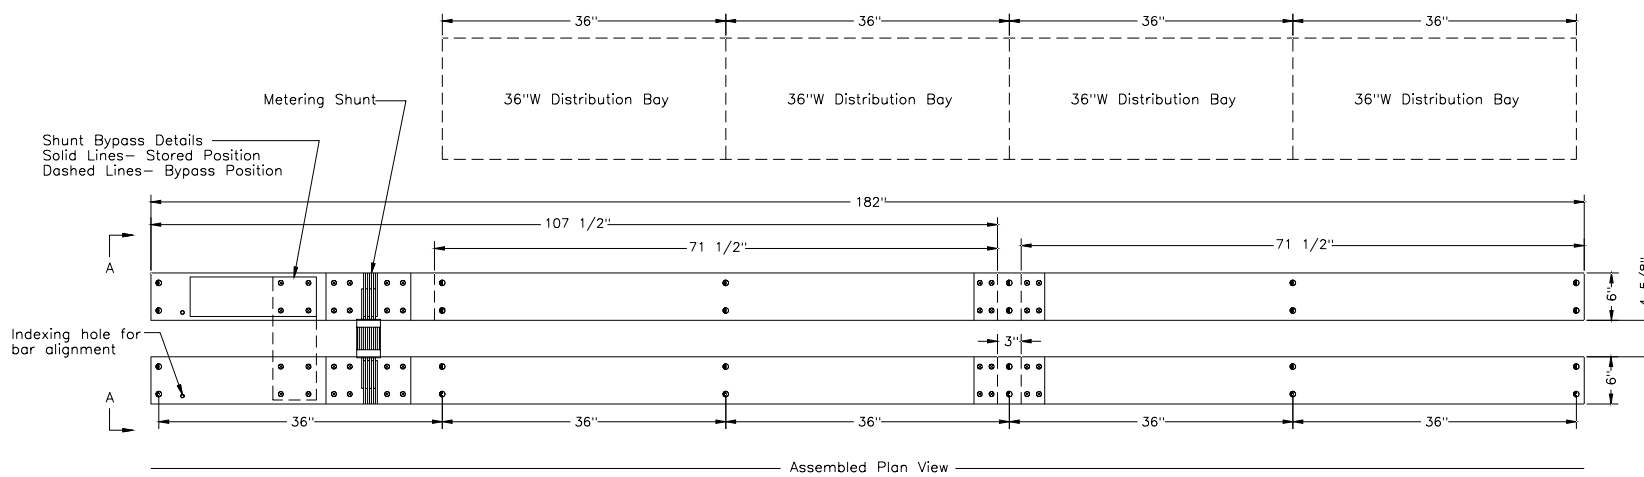 36" 36" 36" 36"
36"W Distribution Bay 36"W Distribution Bay 36"W Distribution Bay 36"W Distribution Bay
Metering Shunt
Shunt Bypass Details
Solid Lines- Stored Position
Dashed Lines- Bypass Position
182"
107 1/2"
71 1/2" 71 1/2"
A
6"
Indexing hole for
bar alignment
3"
6"
A
36" 36" 36" 36" 36"
Assembled Plan View